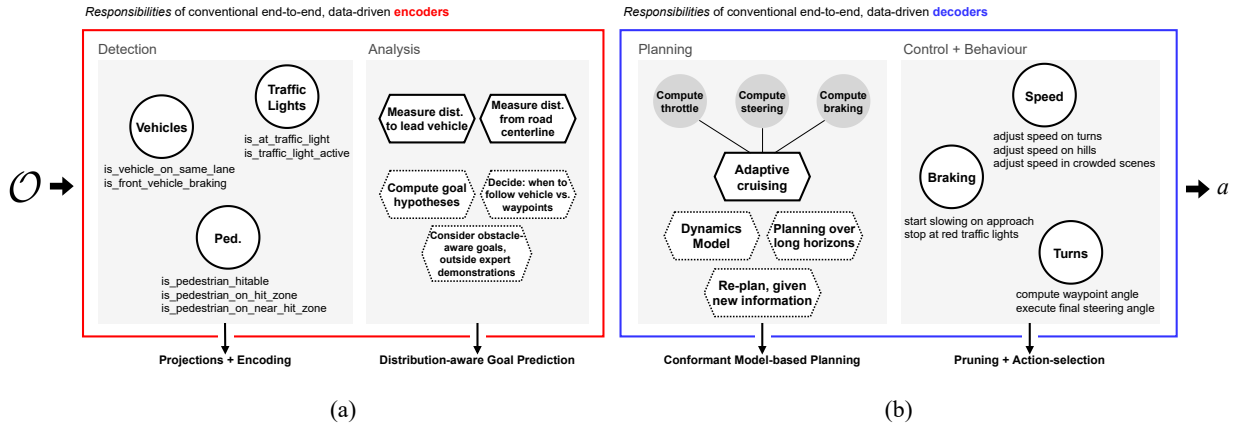 Responsibilities of conventional end-to-end, data-driven encoders
Responsibilities of conventional end-to-end, data-driven decoders
Detection
Vehicles
is_vehicle_on_same_lane
is_front_vehicle_braking
Traffic
Lights
is_at_traffic_light
is_traffic_light_active
Ped.
is_pedestrian_hitable
is_pedestrian_on_hit_zone
is_pedestrian_on_near_hit_zone
Analysis
Measure dist.
to lead vehicle
Measure dist.
from road
centerline
Compute goal
hypotheses
Decide: when to
follow vehicle vs.
waypoints
Consider obstacle-
aware goals,
outside expert
demonstrations
Planning
Compute
throttle
Compute
steering
Compute
braking
Adaptive
cruising
Dynamics
Model
Planning over
long horizons
Re-plan, given
new information
Control + Behaviour
Speed
adjust speed on turns
adjust speed on hills
adjust speed in crowded scenes
Braking
start slowing on approach
stop at red traffic lights
Turns
compute waypoint angle
execute final steering angle
𝒪
a
Projections + Encoding
Distribution-aware Goal Prediction
Conformant Model-based Planning
Pruning + Action-selection
(a)
(b)